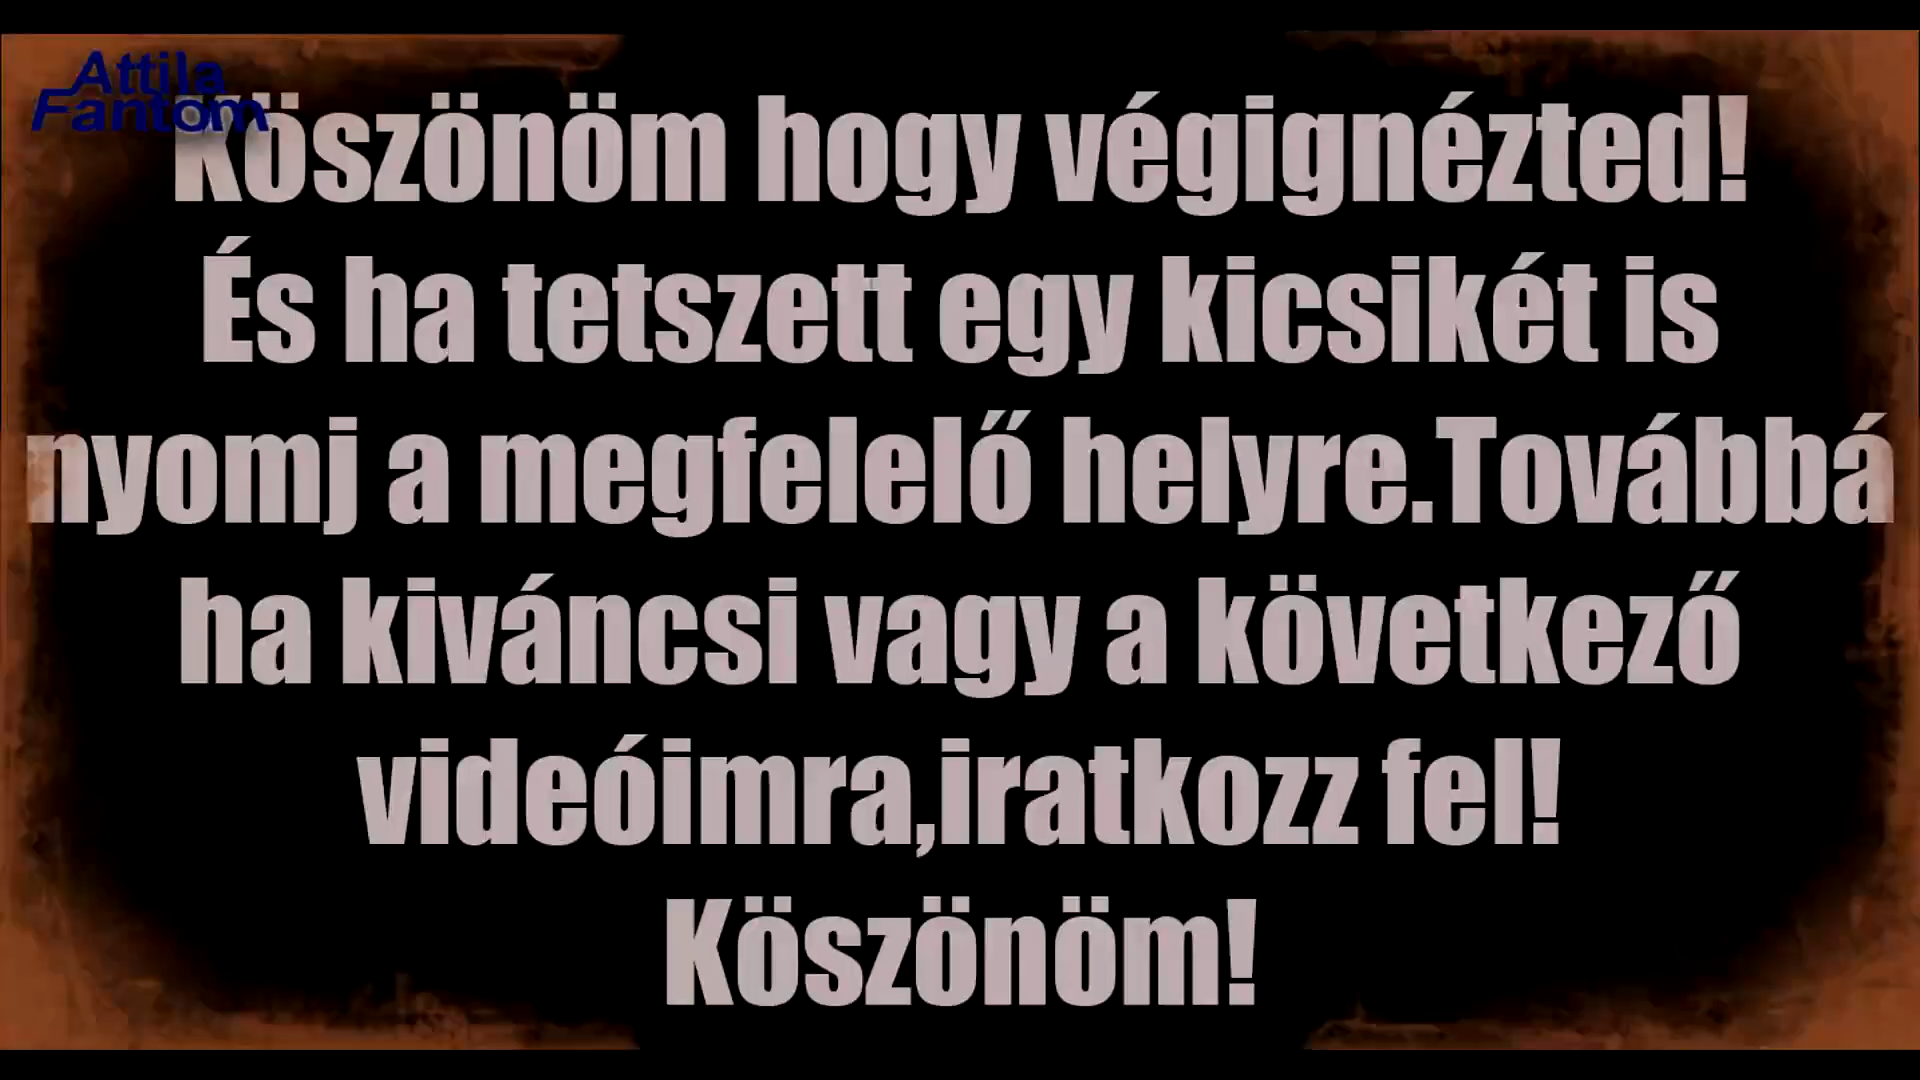 Attila
Fantom
Köszönöm hogy végignézted!
És ha tetszett egy kicsikét is
nyomj a megfelelő helyre.Továbbá
ha kiváncsi vagy a következő
videóimra,iratkozz fel!
Köszönöm!